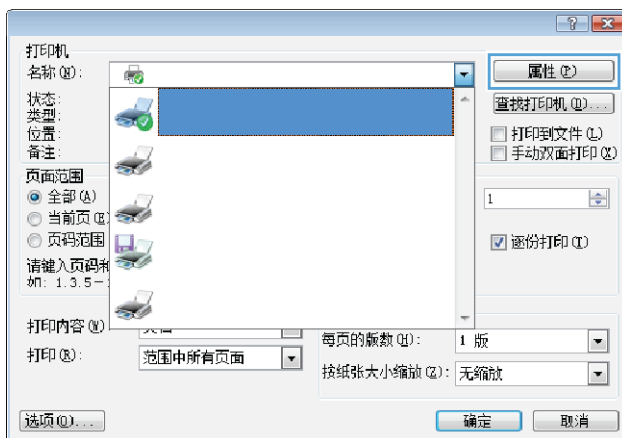 打印机
名称(N):
属性(P)
状态:
类型:
查找打印机(D)...
位置:
打印到文件(L)
备注:
手动双面打印(X)
页面范围
全部(A)
1
当前页(E)
页码范围
逐份打印(T)
请键入页码和
如: 1.3.5-
打印内容(W)
每页的版数(H):
1 版
打印(R):
范围中所有页面
按纸张大小缩放(Z):
无缩放
选项(O)...
确定
取消